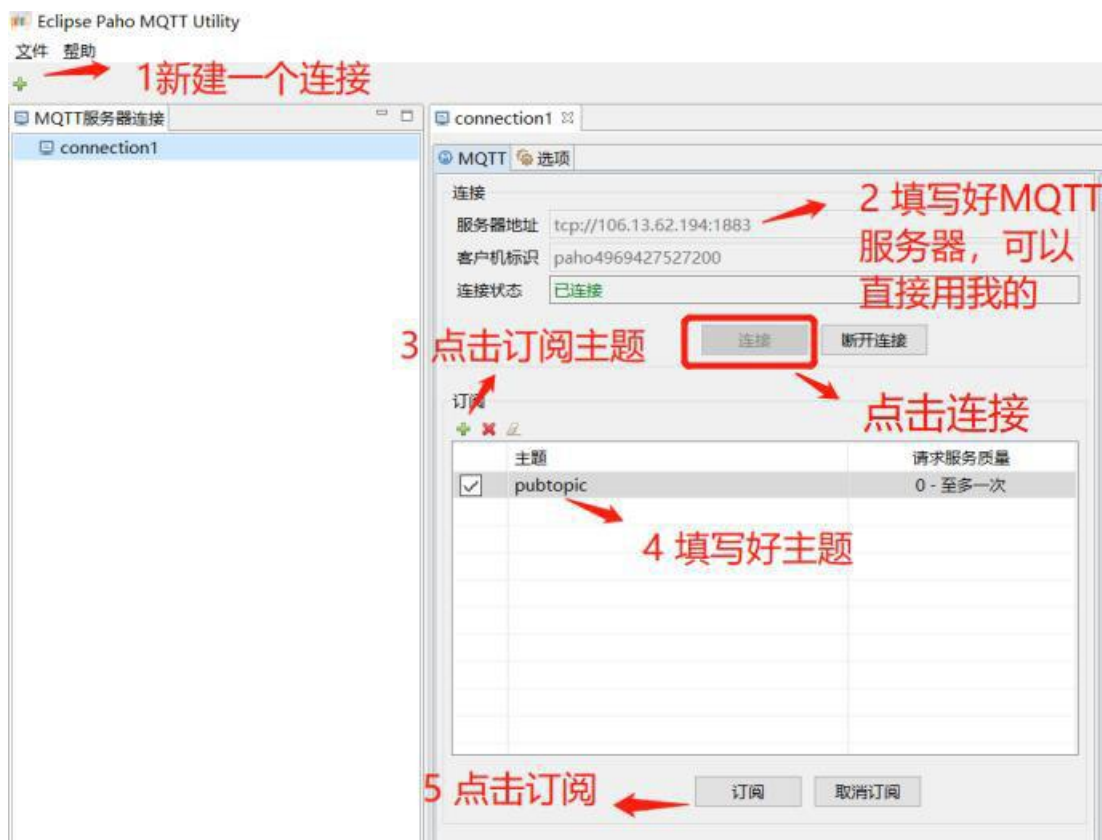 Eclipse Paho MQTT Utility
文件 帮助
1新建一个连接
MQTT服务器连接
connection1
connection1
MQTT 选项
连接
服务器地址 tcp://106.13.62.194:1883
2 填写好MQTT
服务器，可以
直接用我的
客户机标识 paho4969427527200
连接状态 已连接
连接 断开连接
3 点击订阅主题
点击连接
订阅
主题 请求服务质量
pubtopic 0 - 至多一次
4 填写好主题
5 点击订阅
订阅 取消订阅